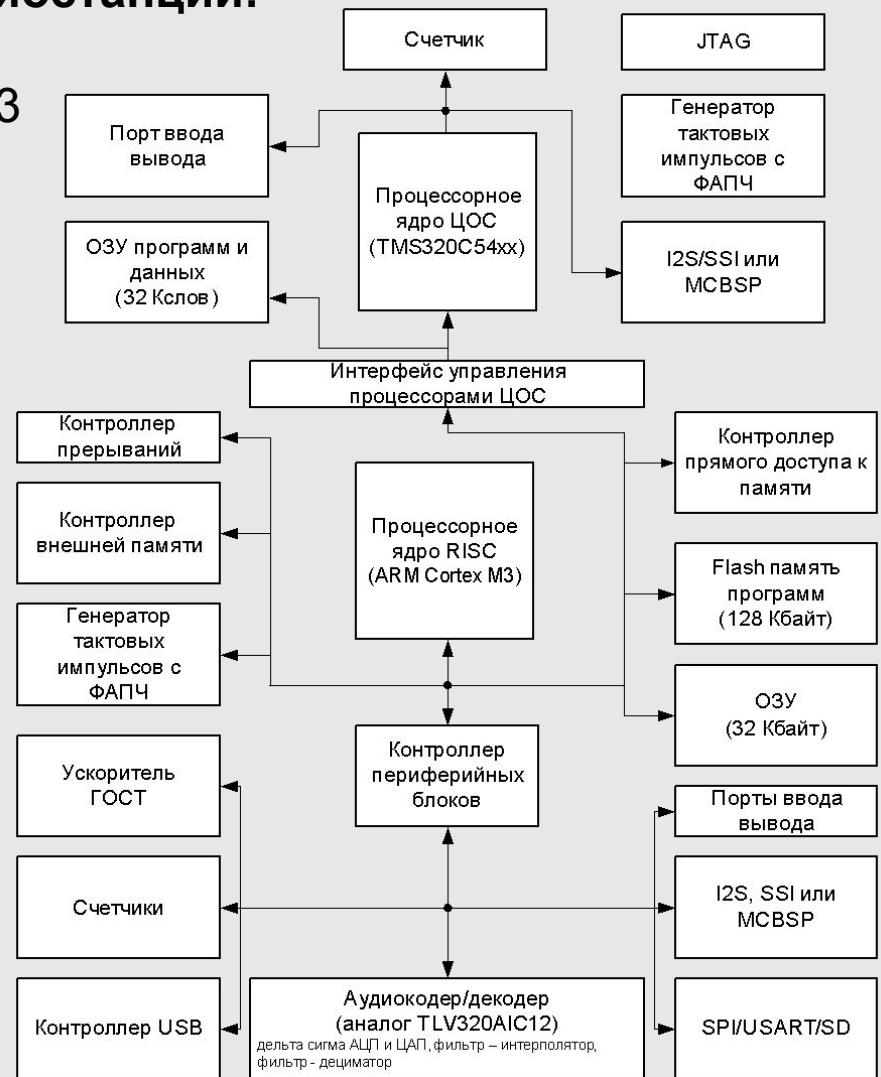 Счетчик
JTAG
3
Порт ввода
вывода
Генератор
тактовых
импульсов с
ФАПЧ
Процессорное
ядро ЦОС
(TMS320C54xx)
ОЗУ программ и
данных
(32 Кслов)
I2S/SSI или
MCBSP
Интерфейс управления
процессорами ЦОС
Контроллер
прерываний
Контроллер
прямого доступа к
памяти
Контроллер
внешней памяти
Процессорное
ядро RISC
(ARM Cortex M3)
Flash память
программ
(128 Кбайт)
Генератор
тактовых
импульсов с
ФАПЧ
ОЗУ
(32 Кбайт)
Контроллер
периферийных
блоков
Ускоритель
ГОСТ
Порты ввода
вывода
Счетчики
I2S, SSI или
MCBSP
Контроллер USB
Аудиокодер/декодер
(аналог TLV320AIC12)
дельта сигма АЦП и ЦАП, фильтр – интерполятор,
фильтр - дециматор
SPI/USART/SD